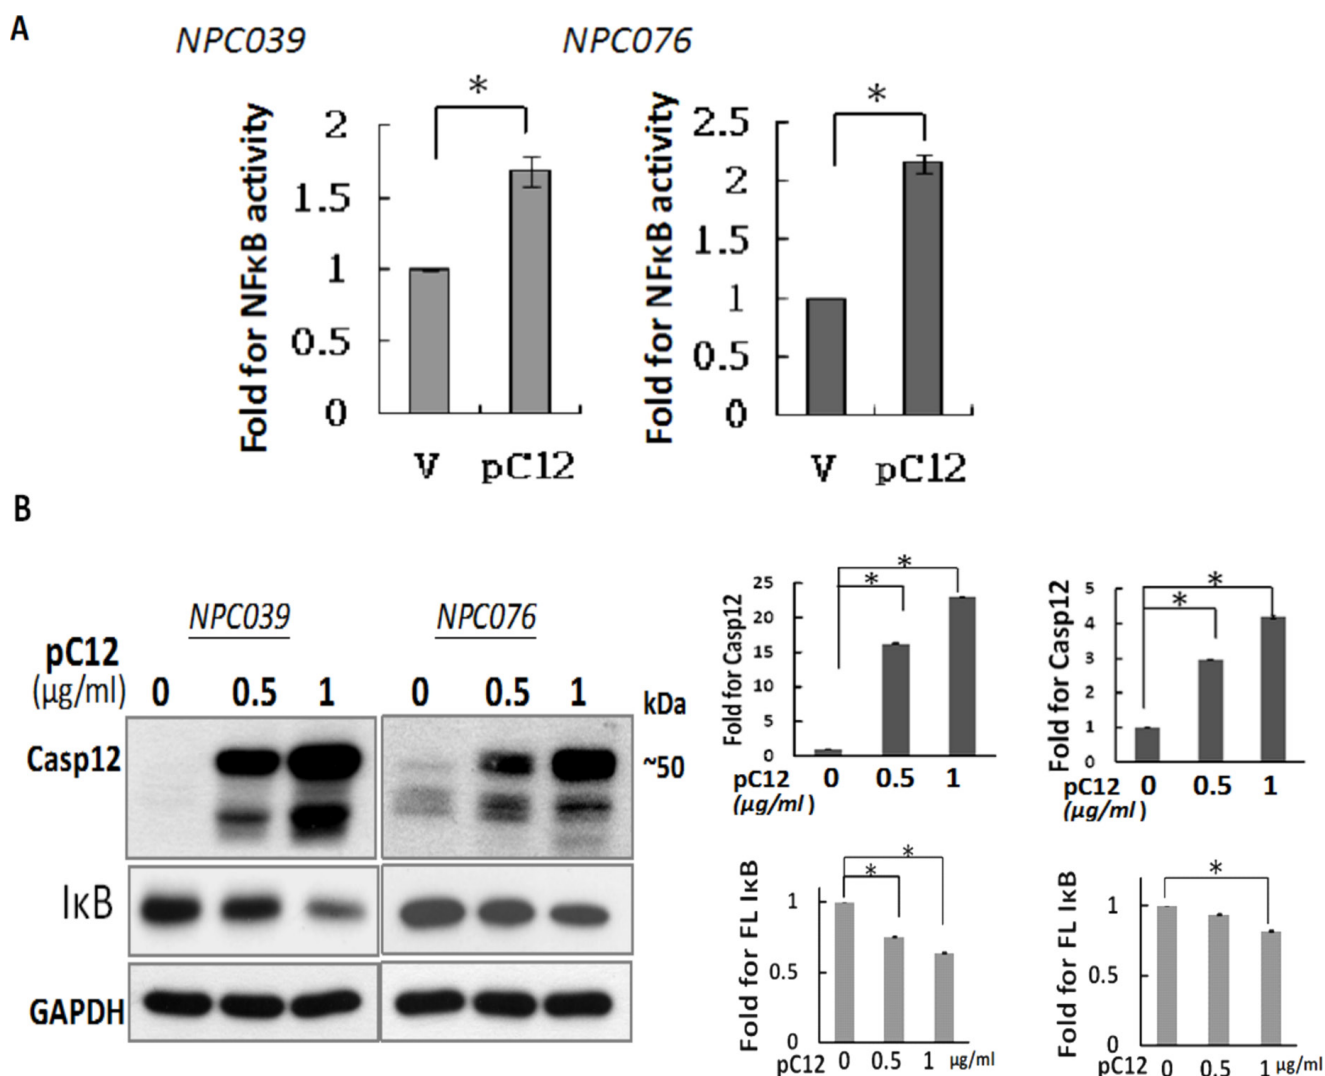 A
NPC039
NPC076
*
*
Fold for NFκB activity
2
1.5
1
0.5
0
V pC12
Fold for NFκB activity
2.5
2
1.5
1
0.5
0
V pC12
B
NPC039
NPC076
pC12
(μg/ml)
0 0.5 1
0 0.5 1
kDa
Casp12
~50
IκB
GAPDH
Fold for Casp12
25
20
15
10
5
0
*
*
pC12 0 0.5 1
(μg/ml)
Fold for Casp12
5
4
3
2
1
0
*
*
pC12 0 0.5 1
(μg/ml)
Fold for FL IκB
1
0.5
0
*
*
pC12 0 0.5 1 μg/ml
Fold for FL IκB
1
0.5
0
*
pC12 0 0.5 1 μg/ml